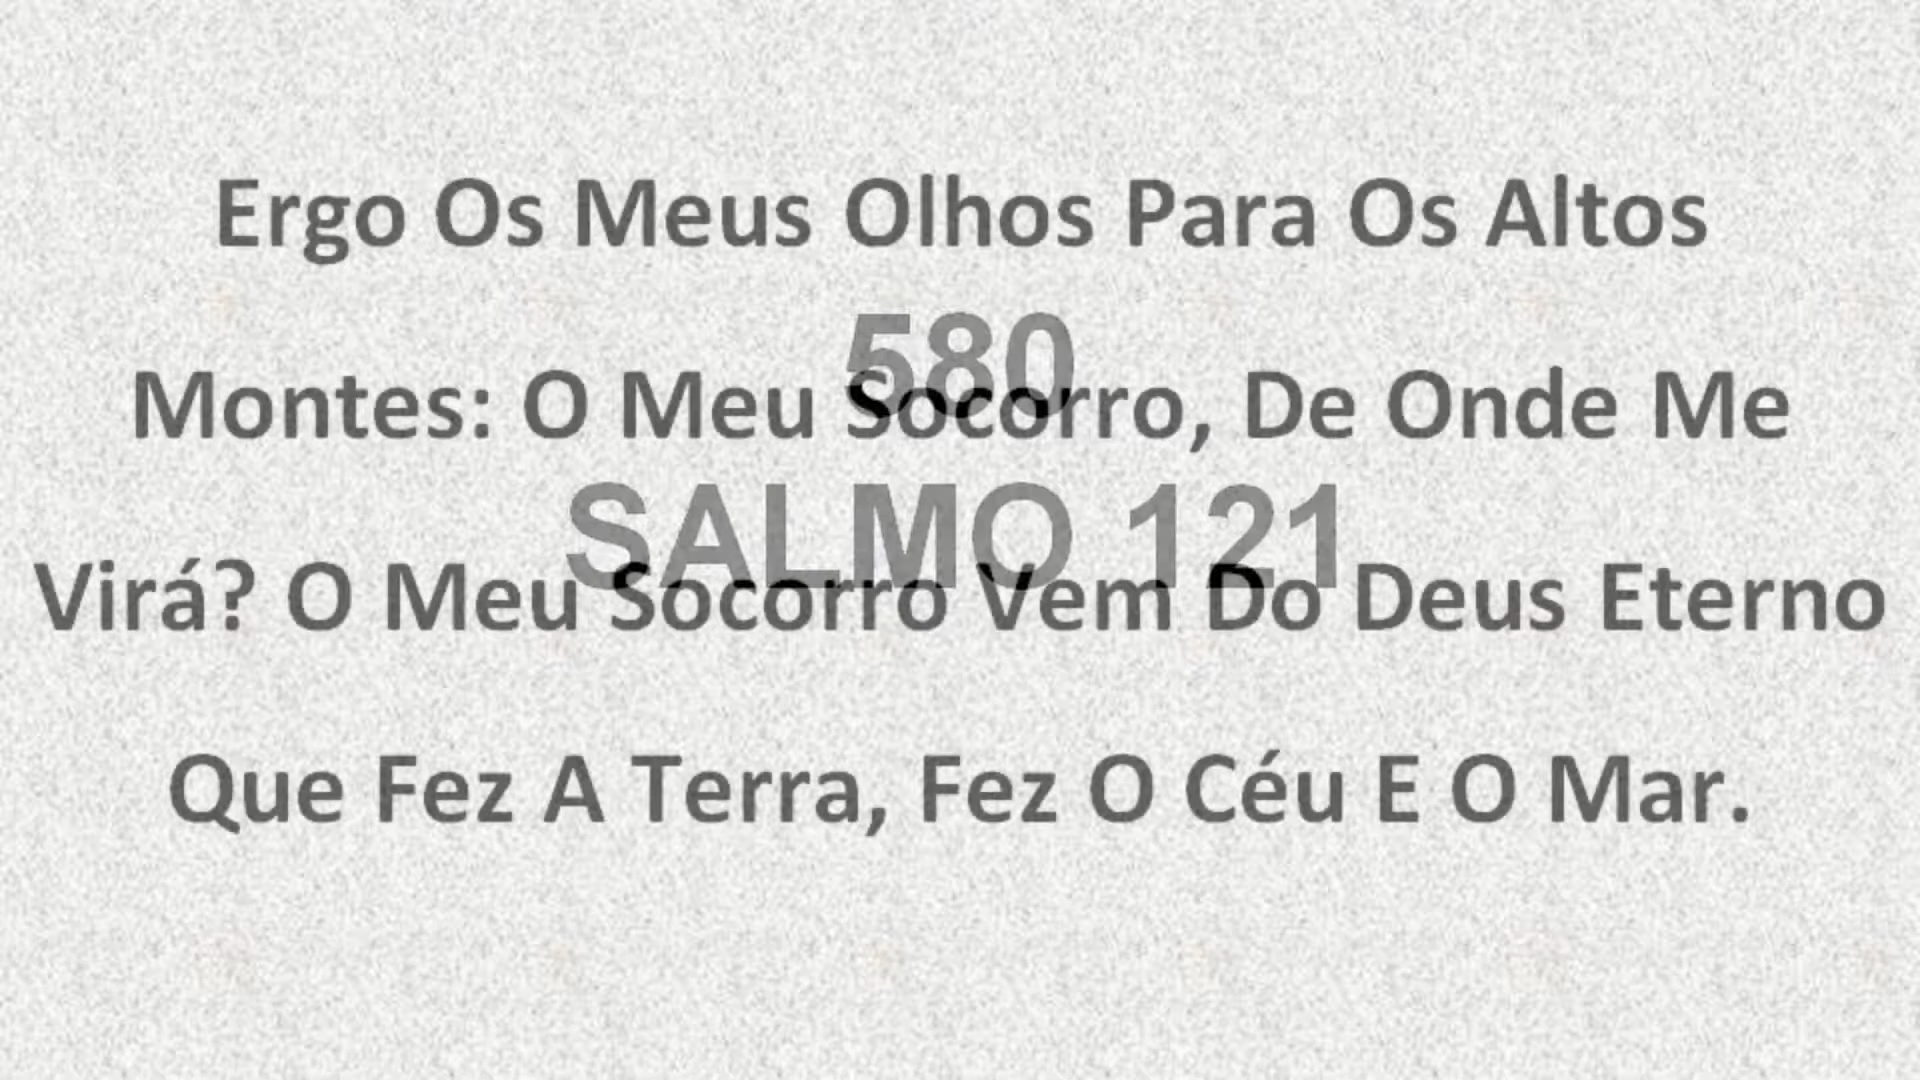 Ergo Os Meus Olhos Para Os Altos
580
Montes: O Meu Socorro, De Onde Me
SALMO 121
Virá? O Meu Socorro Vem Do Deus Eterno
Que Fez A Terra, Fez O Céu E O Mar.